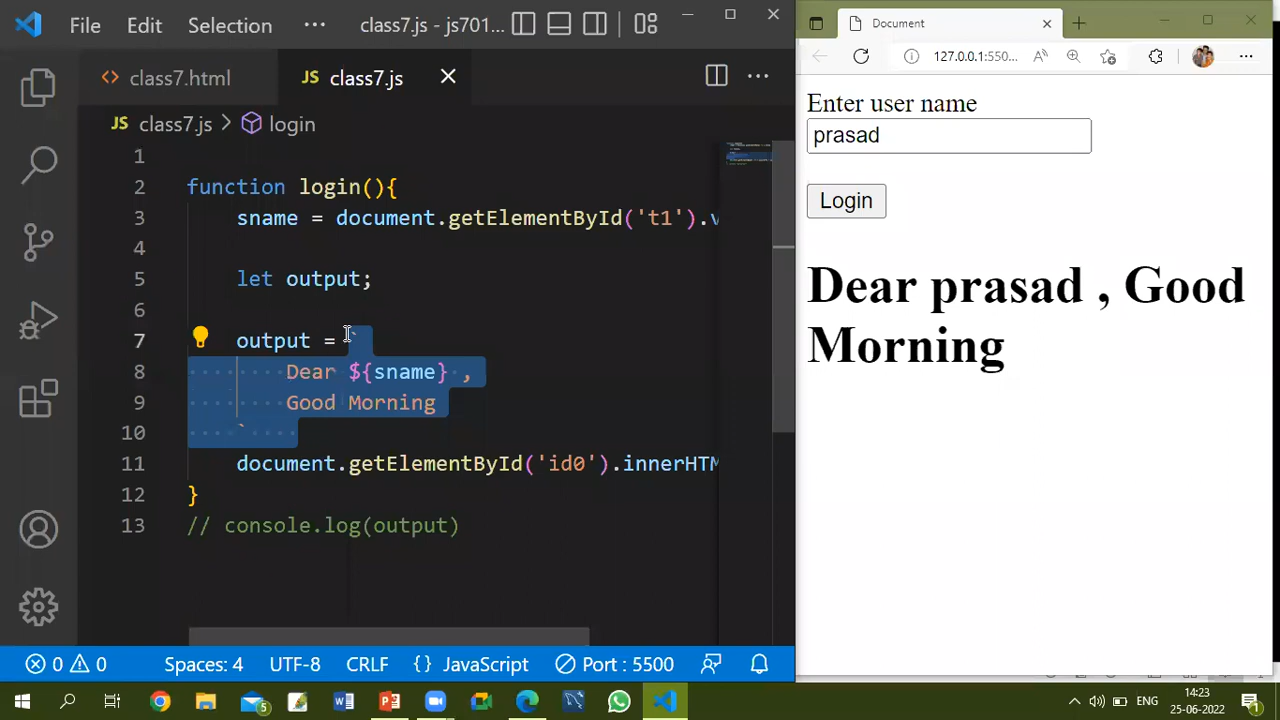 File Edit Selection ··· class7.js - js701...
class7.html JS class7.js
JS class7.js > login
1
2 function login(){
3 sname = document.getElementById('t1').v
4
5 let output;
6
7 output = `
8 Dear ${sname} ,
9 Good Morning
10 `
11 document.getElementById('id0').innerHTM
12 }
13 // console.log(output)
0 0 Spaces: 4 UTF-8 CRLF {} JavaScript Port : 5500
Document
127.0.0.1:550...
Enter user name
prasad
Login
Dear prasad , Good
Morning
5
ENG
14:23
25-06-2022
1